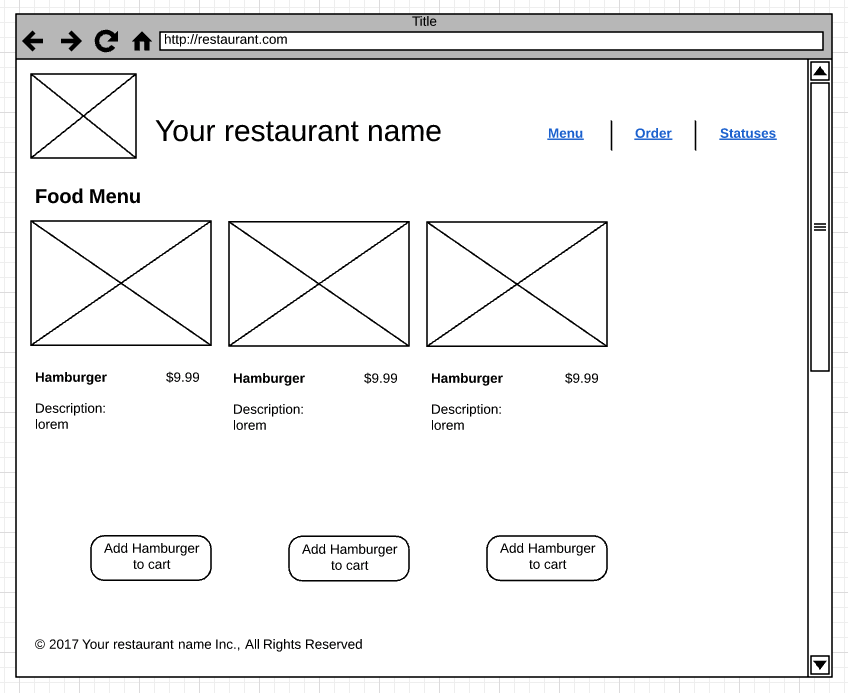 Title
http://restaurant.com
Your restaurant name
Menu
Order
Statuses
Food Menu
Hamburger $9.99
Description:
lorem
Hamburger $9.99
Description:
lorem
Hamburger $9.99
Description:
lorem
Add Hamburger
to cart
Add Hamburger
to cart
Add Hamburger
to cart
© 2017 Your restaurant name Inc., All Rights Reserved